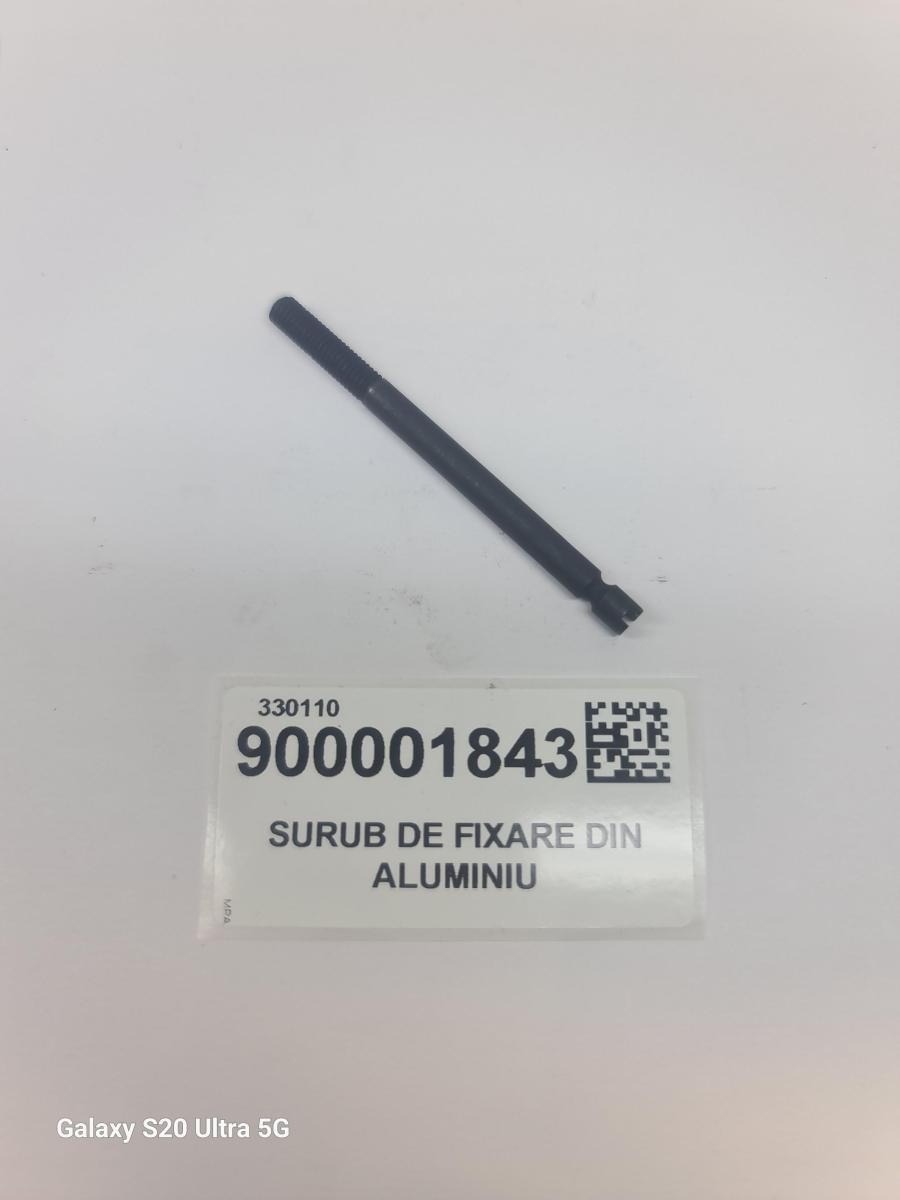 330110
900001843
SURUB DE FIXARE DIN
ALUMINIU
MPA
Galaxy S20 Ultra 5G